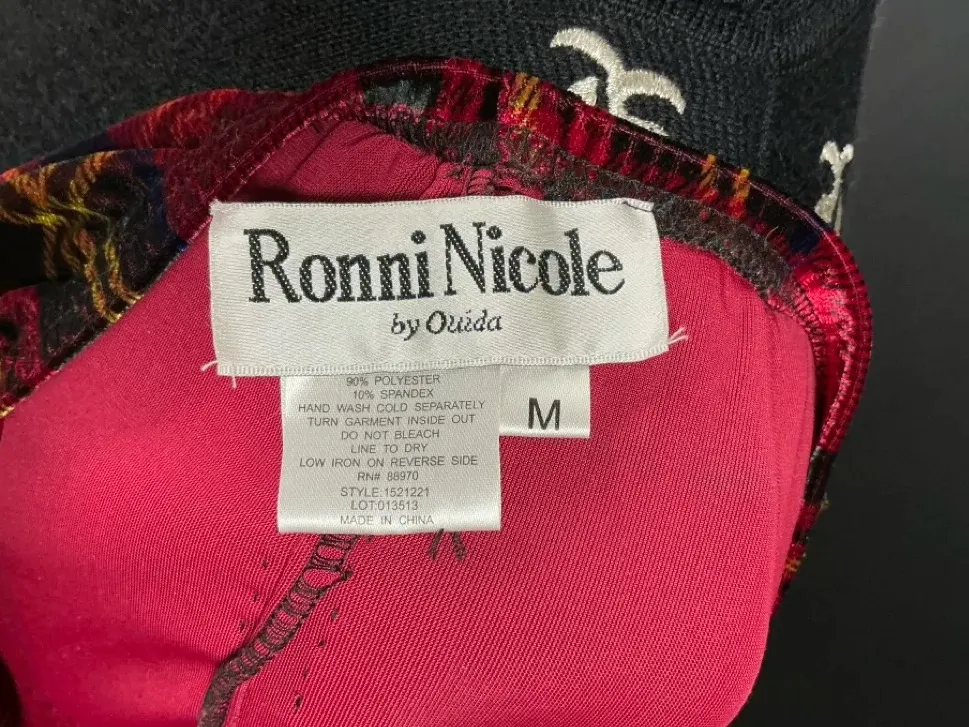 Ronni Nicole
by Ouida
90% POLYESTER
10% SPANDEX
HAND WASH COLD SEPARATELY
TURN GARMENT INSIDE OUT
DO NOT BLEACH
LINE TO DRY
LOW IRON ON REVERSE SIDE
RN# 88970
STYLE:1521221
LOT:013513
MADE IN CHINA
M